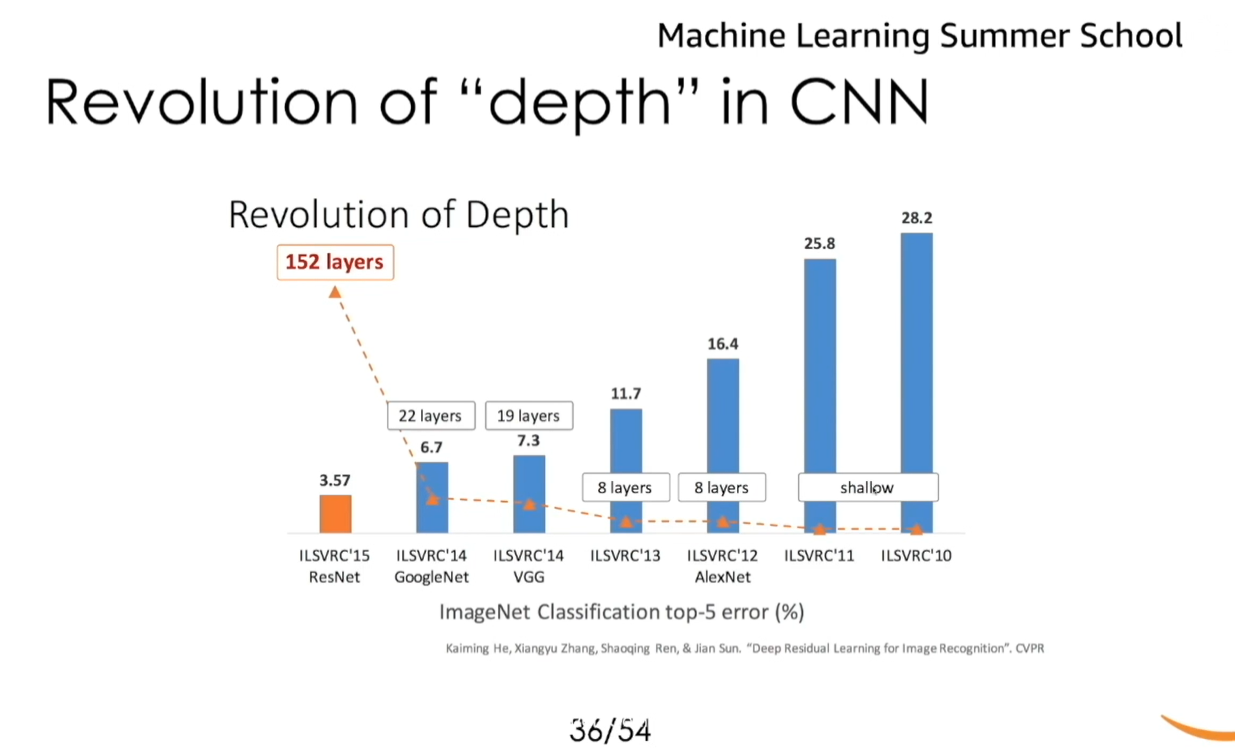 Machine Learning Summer School
Revolution of “depth” in CNN
Revolution of Depth
152 layers
28.2
25.8
16.4
11.7
22 layers
19 layers
6.7
7.3
3.57
8 layers
8 layers
shallow
ILSVRC'15 ILSVRC'14 ILSVRC'14 ILSVRC'13 ILSVRC'12 ILSVRC'11 ILSVRC'10
ResNet GoogleNet VGG AlexNet
ImageNet Classification top-5 error (%)
Kaiming He, Xiangyu Zhang, Shaoqing Ren, & Jian Sun. “Deep Residual Learning for Image Recognition”. CVPR
36/54